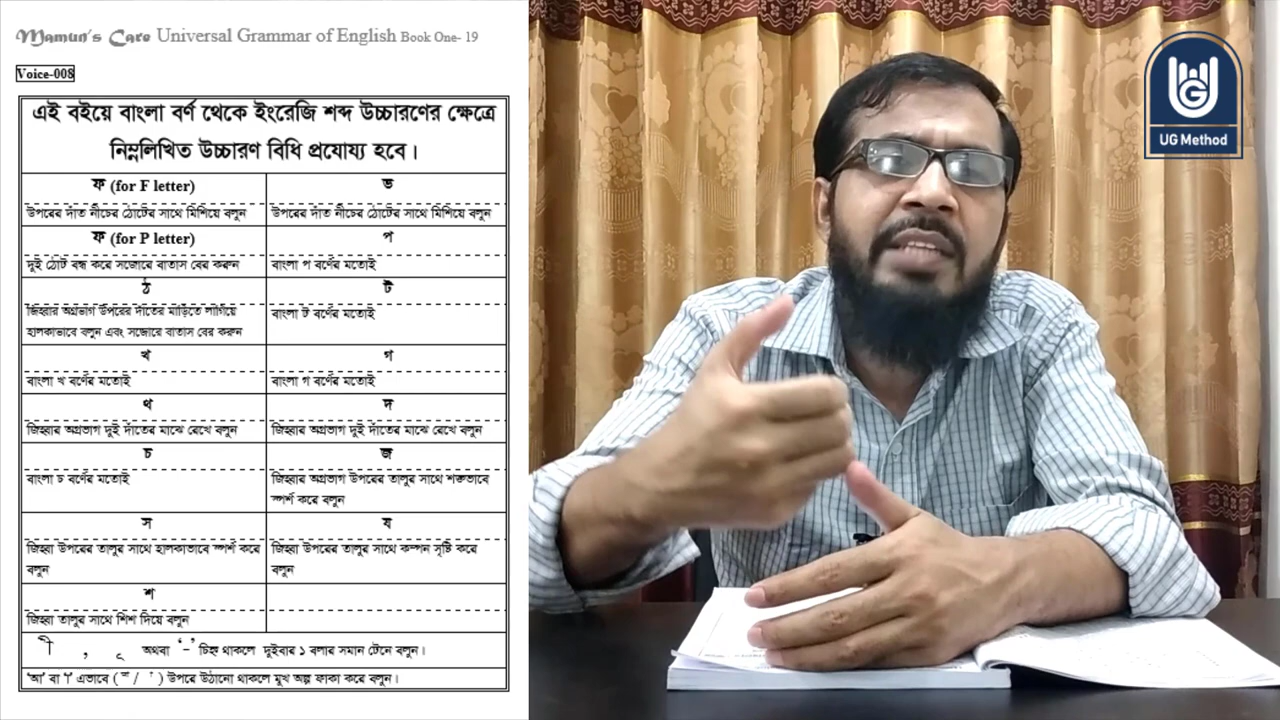 Mamun's Care Universal Grammar of English Book One- 19
Voice-008
এই বইয়ে বাংলা বর্ণ থেকে ইংরেজি শব্দ উচ্চারণের ক্ষেত্রে
নিম্নলিখিত উচ্চারণ বিধি প্রযোয্য হবে।
ফ (for F letter)
ভ
উপরের দাঁত নীচের ঠোটের সাথে মিশিয়ে বলুন
উপরের দাঁত নীচের ঠোটের সাথে মিশিয়ে বলুন
ফ (for P letter)
প
দুই ঠোট বন্ধ করে সজোরে বাতাস বের করুন
বাংলা প বর্ণের মতোই
ঠ
ট
জিহ্বার অগ্রভাগ উপরের দাঁতের মাড়িতে লাগিয়ে
হালকাভাবে বলুন এবং সজোরে বাতাস বের করুন
বাংলা ট বর্ণের মতোই
খ
গ
বাংলা খ বর্ণের মতোই
বাংলা গ বর্ণের মতোই
থ
দ
জিহ্বার অগ্রভাগ দুই দাঁতের মাঝে রেখে বলুন
জিহ্বার অগ্রভাগ দুই দাঁতের মাঝে রেখে বলুন
চ
জ
বাংলা চ বর্ণের মতোই
জিহ্বার অগ্রভাগ উপরের তালুর সাথে শক্তভাবে
স্পর্শ করে বলুন
স
য
জিহ্বা উপরের তালুর সাথে হালকাভাবে স্পর্শ করে
বলুন
জিহ্বা উপরের তালুর সাথে কম্পন সৃষ্টি করে
বলুন
শ
জিহ্বা তালুর সাথে শিশ দিয়ে বলুন
ী , ূ অথবা ‘-’ চিহ্ন থাকলে দুইবার ১ বলার সমান টেনে বলুন।
‘আ’ বা ‘া’ এভাবে ( / ) উপরে উঠানো থাকলে মুখ অল্প ফাকা করে বলুন।
UG Method